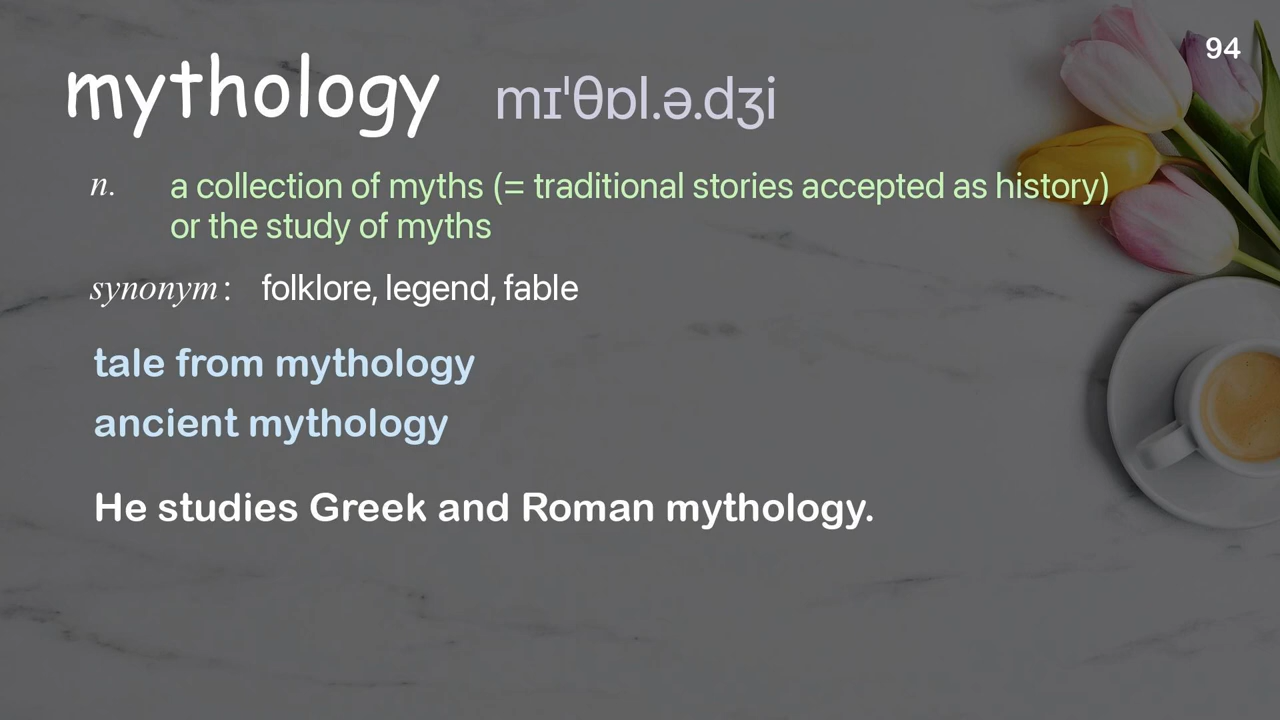 94
mythology mɪˈθɒl.ə.dʒi
n. a collection of myths (= traditional stories accepted as history)
or the study of myths
synonym: folklore, legend, fable
tale from mythology
ancient mythology
He studies Greek and Roman mythology.